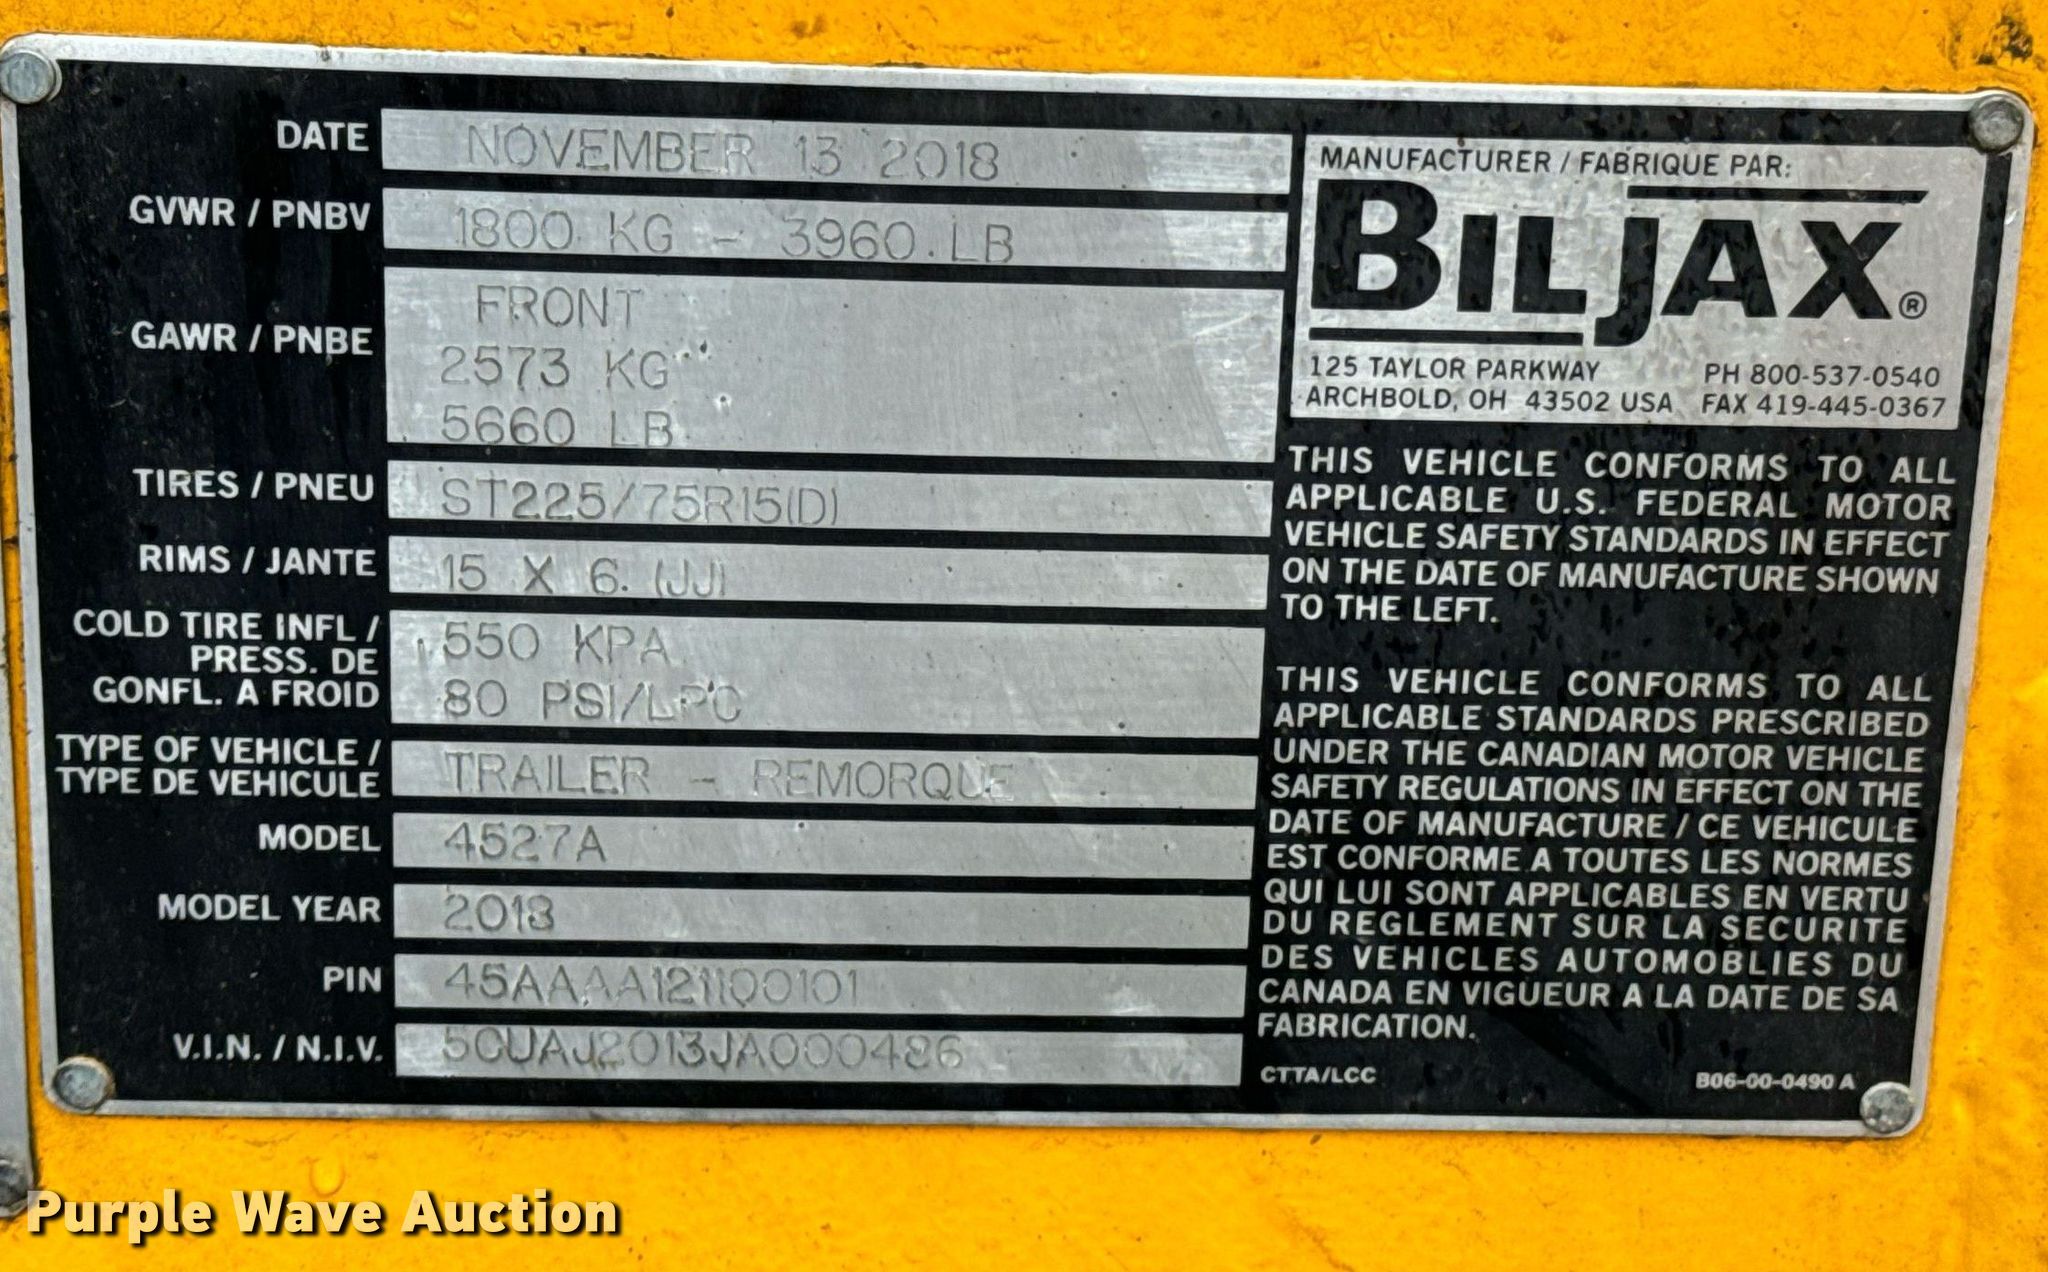 DATE NOVEMBER 13 2018
GVWR / PNBV 1800 KG - 3960.LB
GAWR / PNBE
FRONT
2573 KG
5660 LB
TIRES / PNEU ST225/75R15(D)
RIMS / JANTE 15 X 6. (JJ)
COLD TIRE INFL /
PRESS. DE
GONFL. A FROID
550 KPA
80 PSI/LPC
TYPE OF VEHICLE /
TYPE DE VEHICULE
TRAILER - REMORQUE
MODEL 4527A
MODEL YEAR 2018
PIN 45AAAAA121100101
V.I.N. / N.I.V. 5CUAJ2013JA000486
MANUFACTURER / FABRIQUE PAR:
BILJAX®
125 TAYLOR PARKWAY PH 800-537-0540
ARCHBOLD, OH 43502 USA FAX 419-445-0367
THIS VEHICLE CONFORMS TO ALL
APPLICABLE U.S. FEDERAL MOTOR
VEHICLE SAFETY STANDARDS IN EFFECT
ON THE DATE OF MANUFACTURE SHOWN
TO THE LEFT.
THIS VEHICLE CONFORMS TO ALL
APPLICABLE STANDARDS PRESCRIBED
UNDER THE CANADIAN MOTOR VEHICLE
SAFETY REGULATIONS IN EFFECT ON THE
DATE OF MANUFACTURE / CE VEHICULE
EST CONFORME A TOUTES LES NORMES
QUI LUI SONT APPLICABLES EN VERTU
DU REGLEMENT SUR LA SECURITE
DES VEHICLES AUTOMOBLIES DU
CANADA EN VIGUEUR A LA DATE DE SA
FABRICATION.
CTTA/LCC B06-00-0490 A
Purple Wave Auction